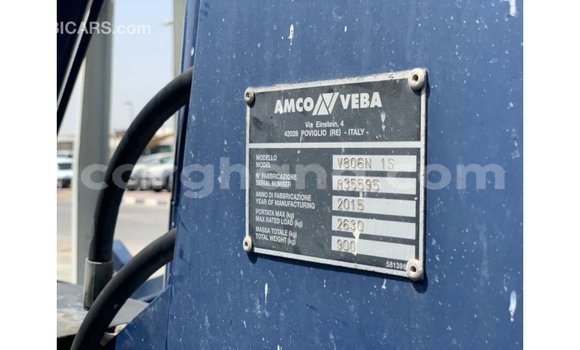 BICARS.com
AMCO VEBA
Via Einstein, 4
42028 POVIGLIO (RE) - ITALY
MODELLO
MODEL V806N 1S
N° FABBRICAZIONE
SERIAL NUMBER A35595
ANNO DI FABBRICAZIONE
YEAR OF MANUFACTURING 2015
PORTATA MAX (kg)
MAX RATED LOAD (kg) 2630
MASSA TOTALE (kg)
TOTAL WEIGHT (kg) 900
581396